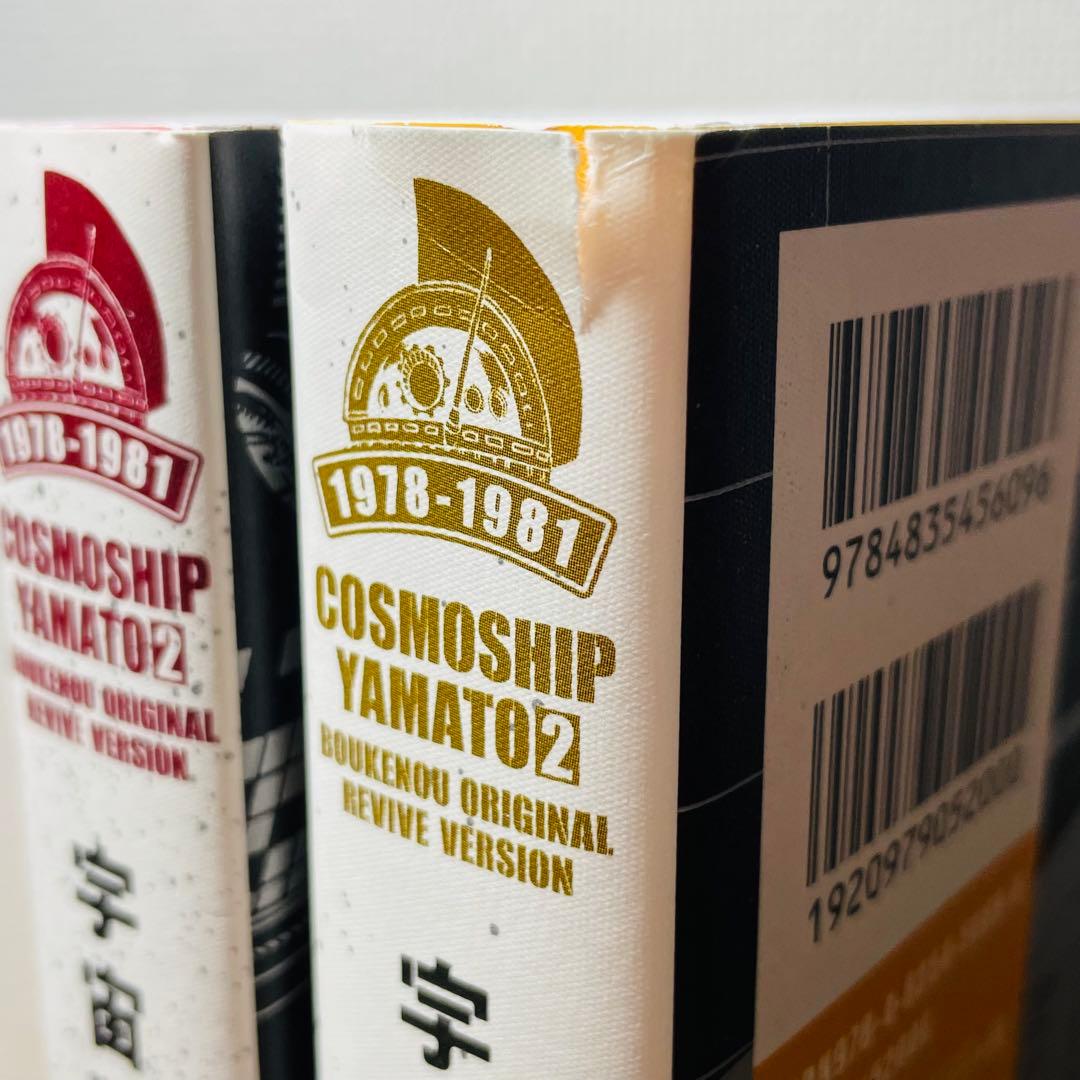 1978-1981
COSMOSHIP
YAMATO2
BOUKENOU ORIGINAL
REVIVE VERSION
宇
宙
1978-1981
COSMOSHIP
YAMATO2
BOUKENOU ORIGINAL
REVIVE VERSION
宇
9784835456096
1920979052000